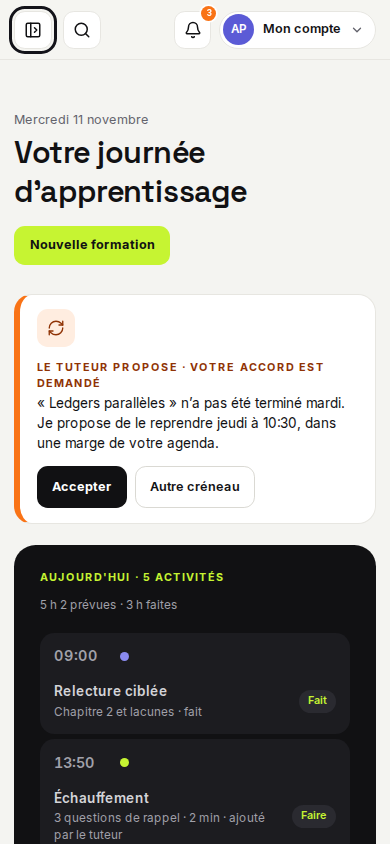 3
AP
Mon compte
Mercredi 11 novembre
Votre journée
d'apprentissage
Nouvelle formation
LE TUTEUR PROPOSE · VOTRE ACCORD EST
DEMANDÉ
« Ledgers parallèles » n'a pas été terminé mardi.
Je propose de le reprendre jeudi à 10:30, dans
une marge de votre agenda.
Accepter
Autre créneau
AUJOURD'HUI · 5 ACTIVITÉS
5 h 2 prévues · 3 h faites
09:00
Relecture ciblée
Chapitre 2 et lacunes · fait
Fait
13:50
Échauffement
3 questions de rappel · 2 min · ajouté
par le tuteur
Faire